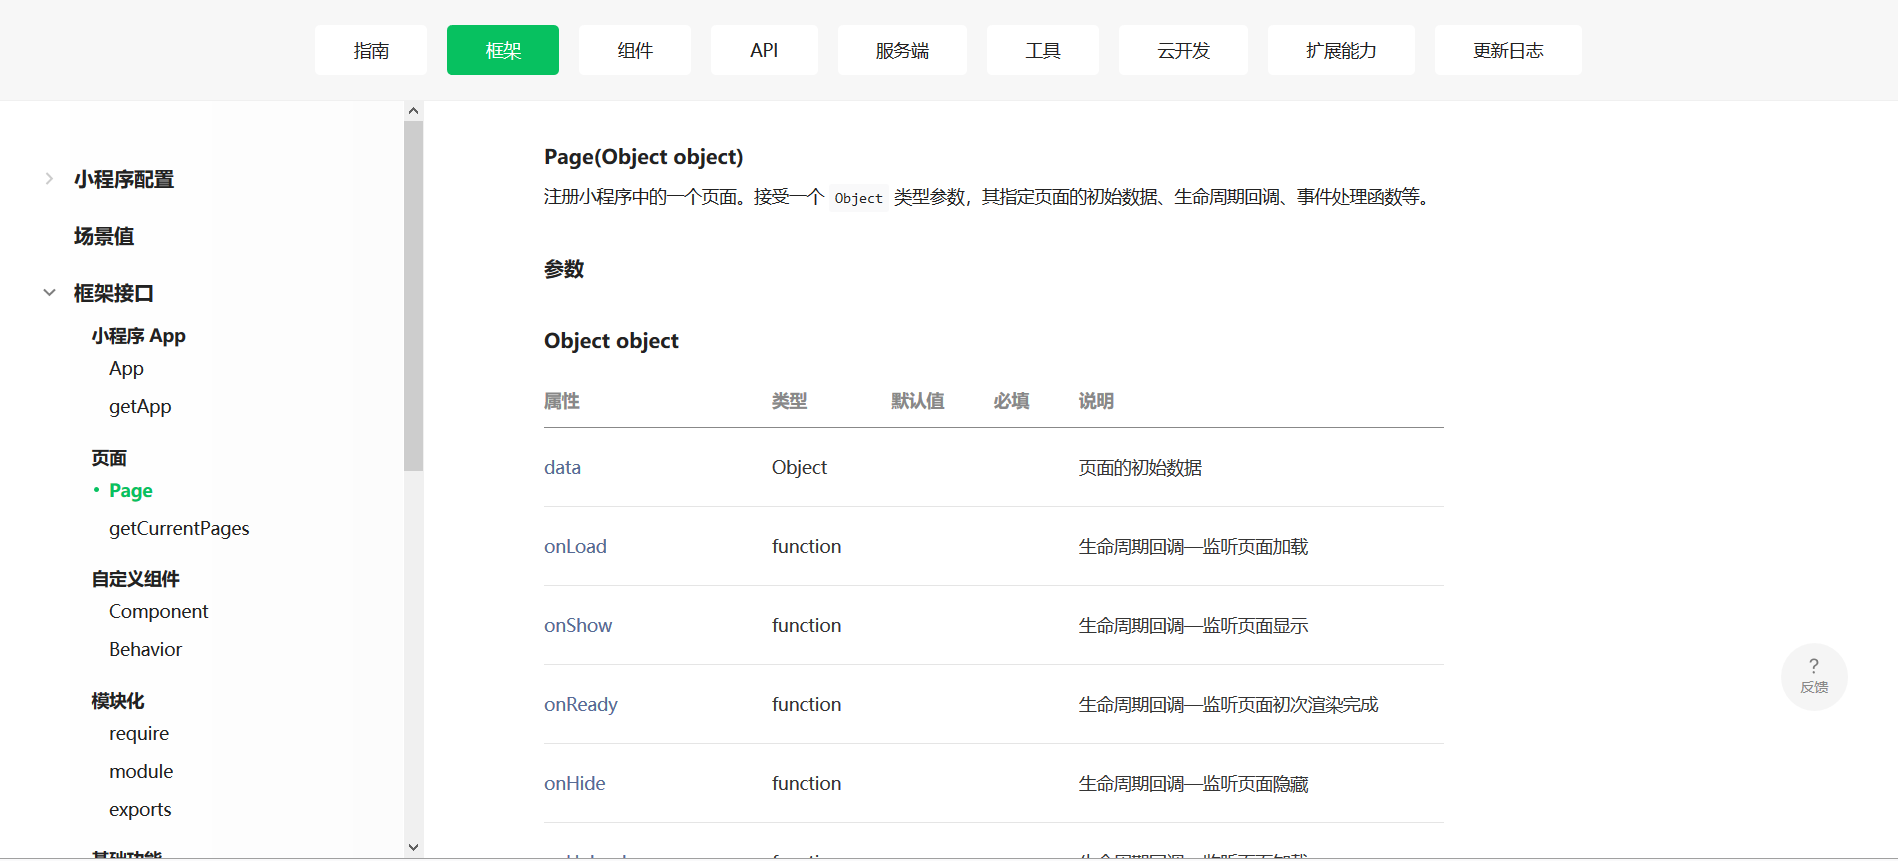 指南 框架 组件 API 服务端 工具 云开发 扩展能力 更新日志
小程序配置
场景值
框架接口
小程序 App
App
getApp
页面
Page
getCurrentPages
自定义组件
Component
Behavior
模块化
require
module
exports
基础功能
Page(Object object)
注册小程序中的一个页面。接受一个 Object 类型参数，其指定页面的初始数据、生命周期回调、事件处理函数等。
参数
Object object
属性 类型 默认值 必填 说明
data Object 页面的初始数据
onLoad function 生命周期回调—监听页面加载
onShow function 生命周期回调—监听页面显示
onReady function 生命周期回调—监听页面初次渲染完成
onHide function 生命周期回调—监听页面隐藏
?
反馈